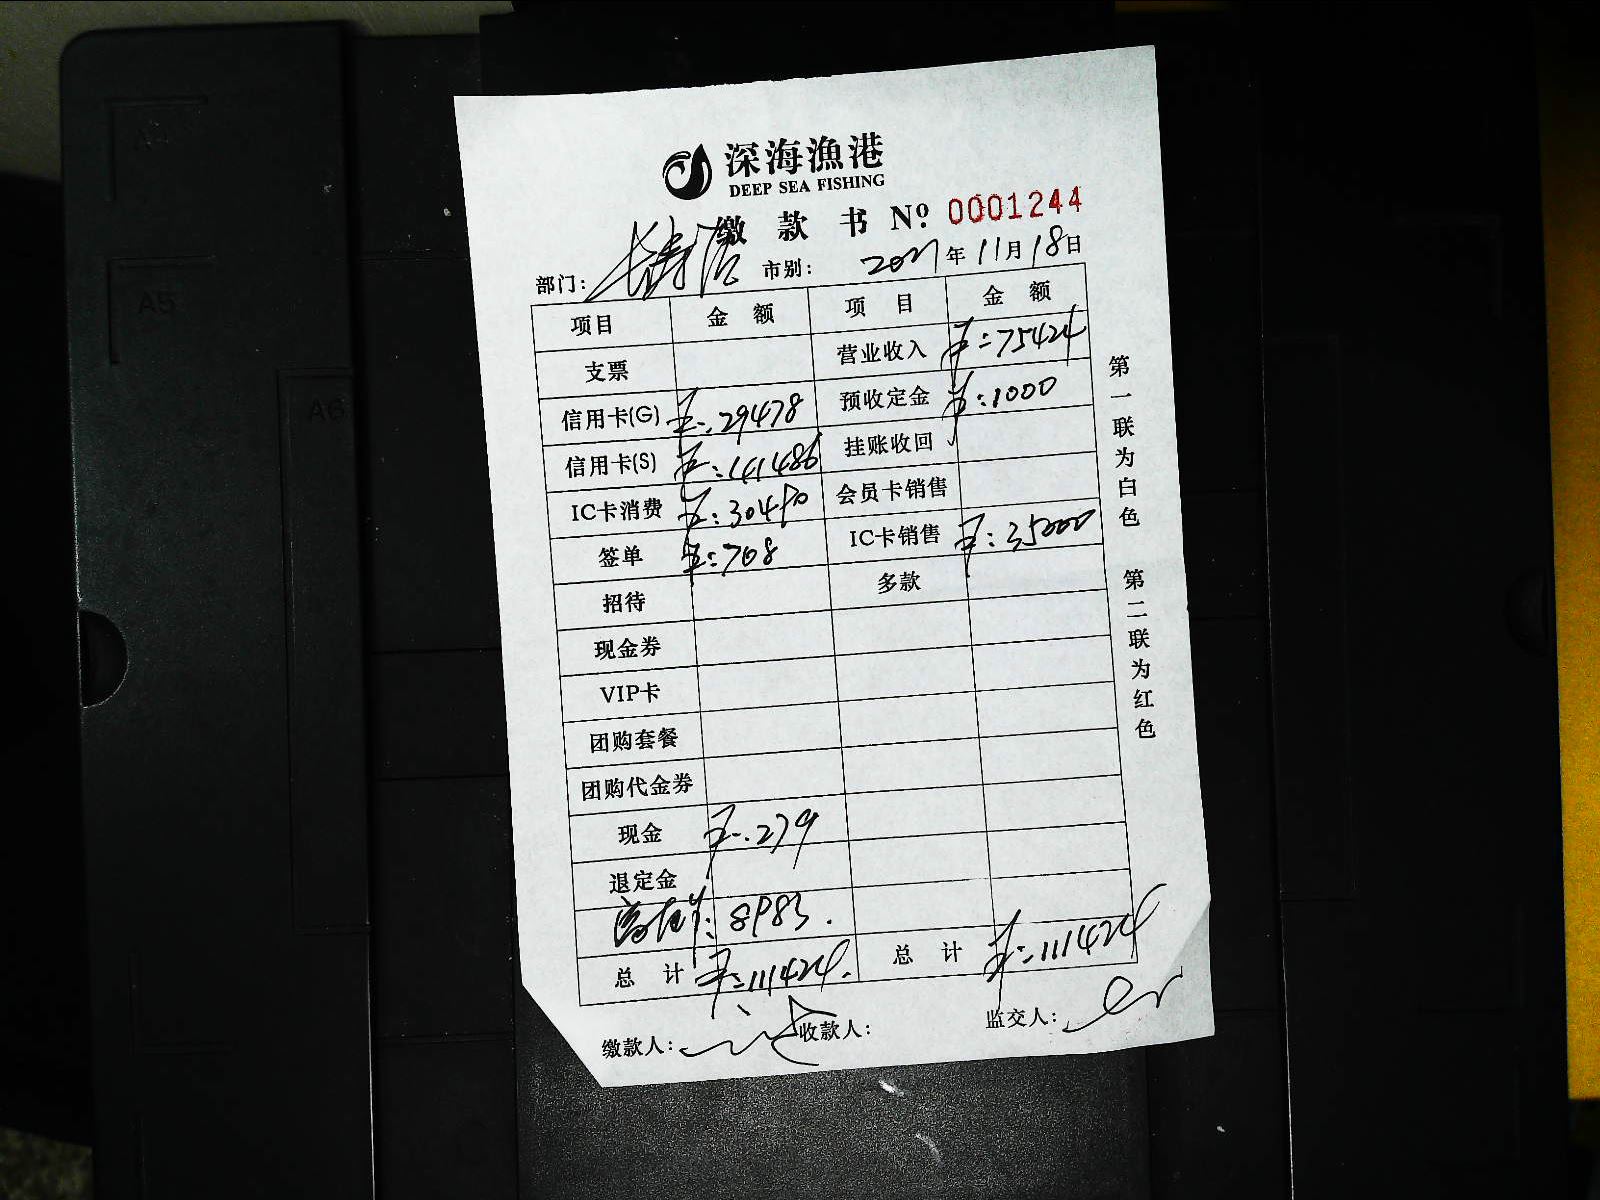 深海漁港
DEEP SEA FISHING
缴款书 Nº 0001244
部门： 市别： 2021年11月18日
项目 金额 项目 金额
支票 营业收入 ¥:75424
信用卡(G) ¥:29478 预收定金 ¥:1000
信用卡(S) ¥:41486 挂账收回
IC卡消费 ¥:30490 会员卡销售
签单 ¥:708 IC卡销售 ¥:35000
招待 多款
现金券
VIP卡
团购套餐
团购代金券
现金 ¥:279
退定金
: 8983.
总计 ¥:111424. 总计 ¥:111424
缴款人： 收款人： 监交人：
第一联为白色 第二联为红色
A5
A6